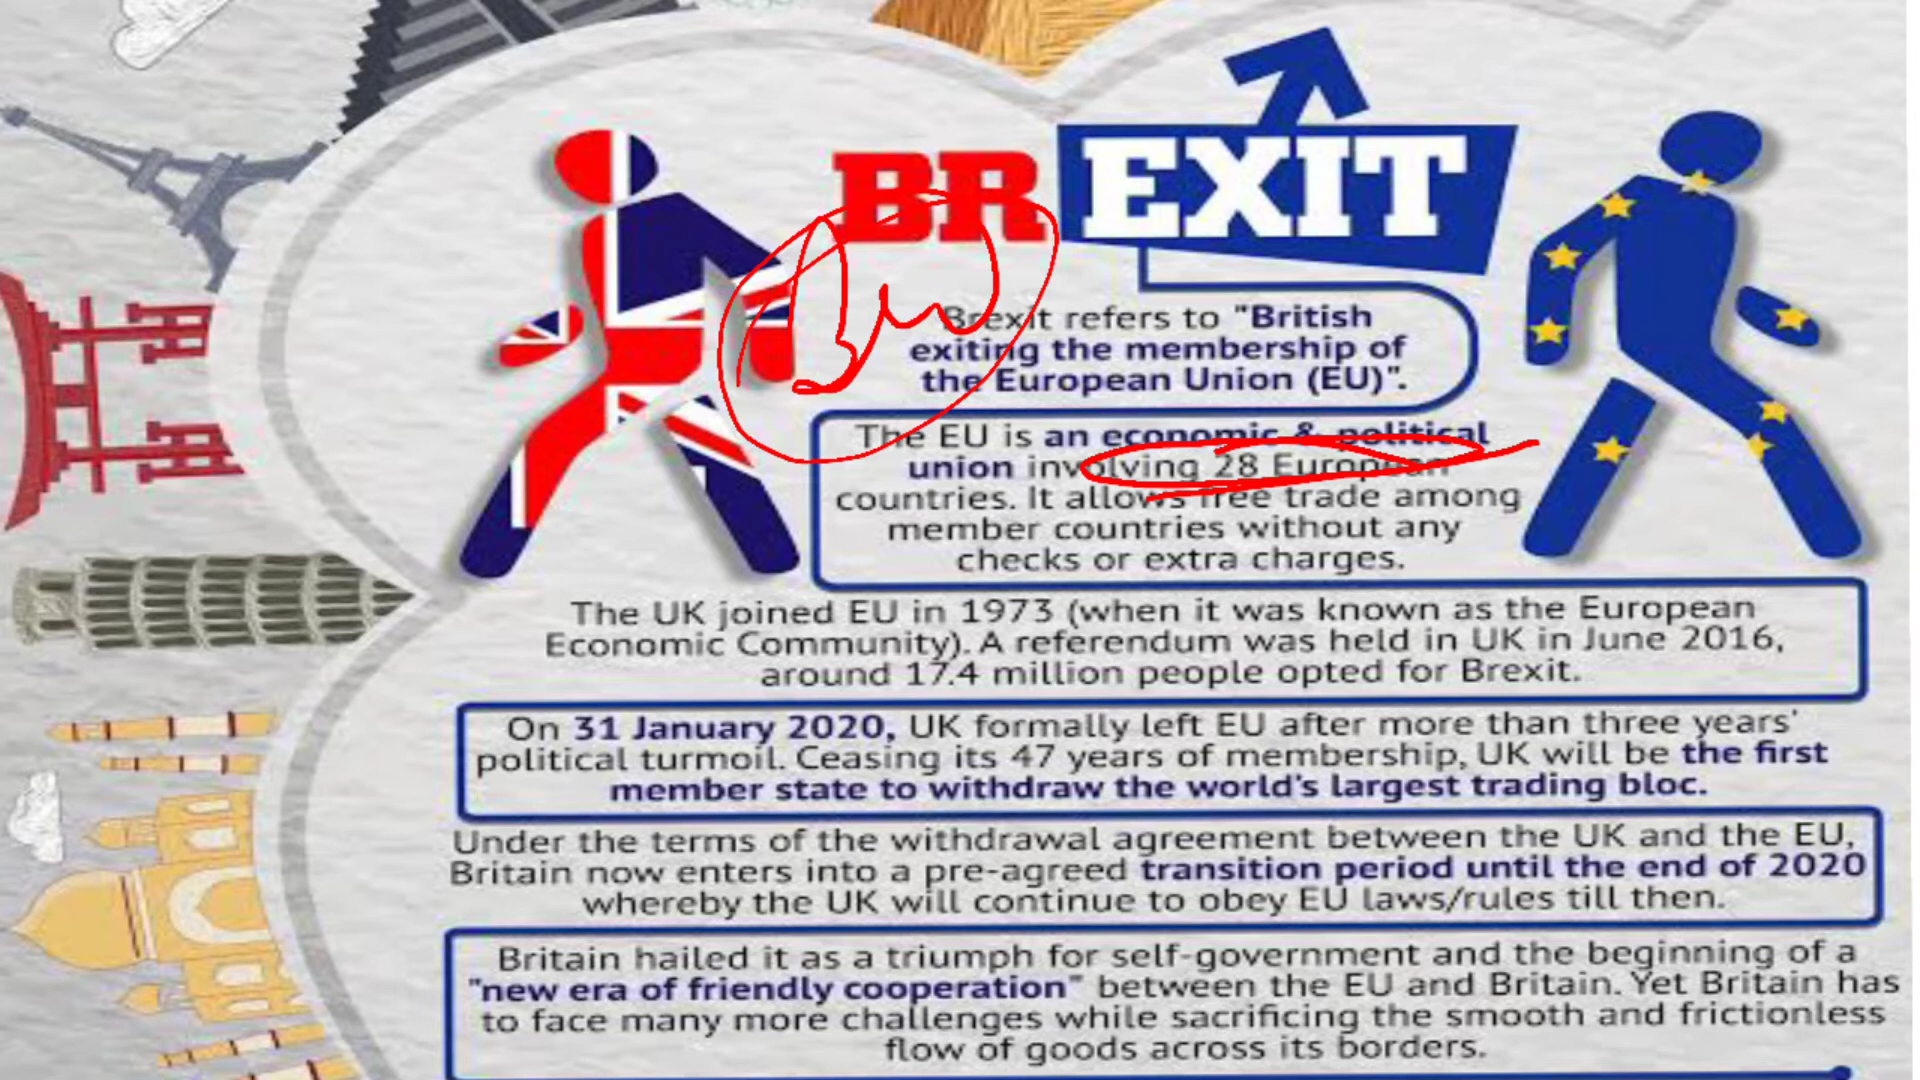 BREXIT
Brexit refers to "British
exiting the membership of
the European Union (EU)".
The EU is an economic & political
union involving 28 European
countries. It allows free trade among
member countries without any
checks or extra charges.
The UK joined EU in 1973 (when it was known as the European
Economic Community). A referendum was held in UK in June 2016,
around 17.4 million people opted for Brexit.
On 31 January 2020, UK formally left EU after more than three years'
political turmoil. Ceasing its 47 years of membership, UK will be the first
member state to withdraw the world's largest trading bloc.
Under the terms of the withdrawal agreement between the UK and the EU,
Britain now enters into a pre-agreed transition period until the end of 2020
whereby the UK will continue to obey EU laws/rules till then.
Britain hailed it as a triumph for self-government and the beginning of a
"new era of friendly cooperation" between the EU and Britain. Yet Britain has
to face many more challenges while sacrificing the smooth and frictionless
flow of goods across its borders.